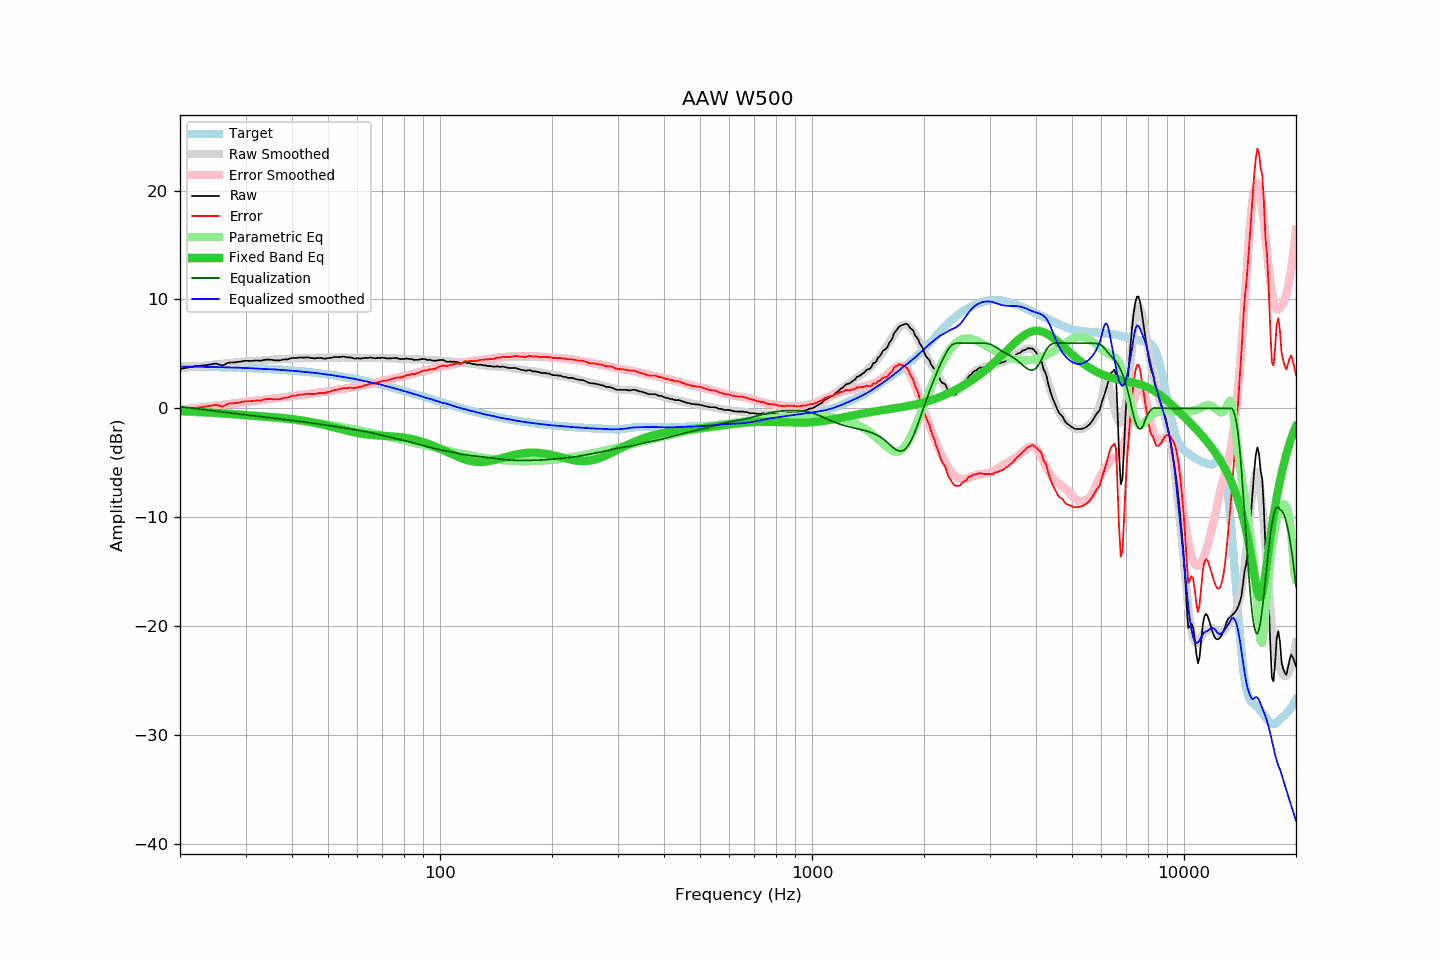 AAW W500
Target
Raw Smoothed
Error Smoothed
Raw
Error
Parametric Eq
Fixed Band Eq
Equalization
Equalized smoothed
20
10
0
−10
−20
−30
−40
Amplitude (dBr)
100
1000
10000
Frequency (Hz)